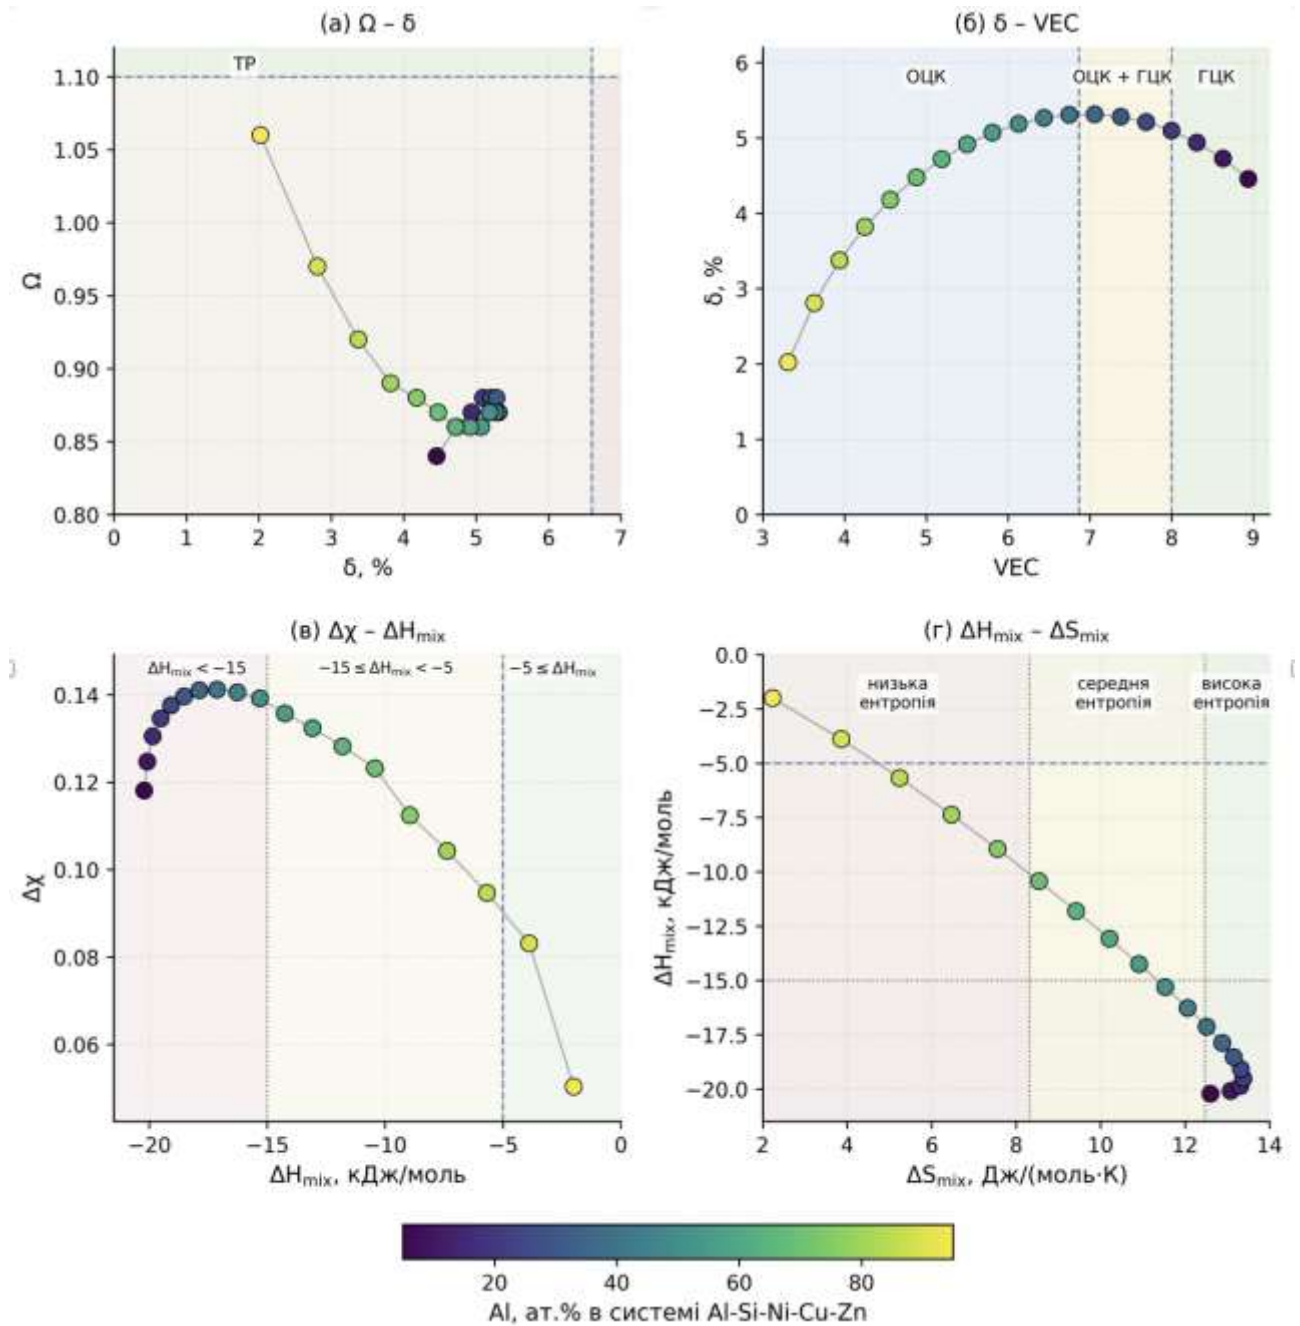 (а) Ω – δ
ТР
1.10
1.05
1.00
0.95
0.90
0.85
0.80
Ω
0 1 2 3 4 5 6 7
δ, %
(б) δ – VEC
ОЦК ОЦК + ГЦК ГЦК
6
5
4
3
2
1
0
δ, %
3 4 5 6 7 8 9
VEC
(в) Δχ – ΔHmix
ΔHmix < −15 −15 ≤ ΔHmix < −5 −5 ≤ ΔHmix
0.14
0.12
0.10
0.08
0.06
Δχ
−20 −15 −10 −5 0
ΔHmix, кДж/моль
(г) ΔHmix – ΔSmix
низька
ентропія
середня
ентропія
висока
ентропія
0.0
−2.5
−5.0
−7.5
−10.0
−12.5
−15.0
−17.5
−20.0
ΔHmix, кДж/моль
2 4 6 8 10 12 14
ΔSmix, Дж/(моль·К)
20 40 60 80
Al, ат.% в системі Al-Si-Ni-Cu-Zn